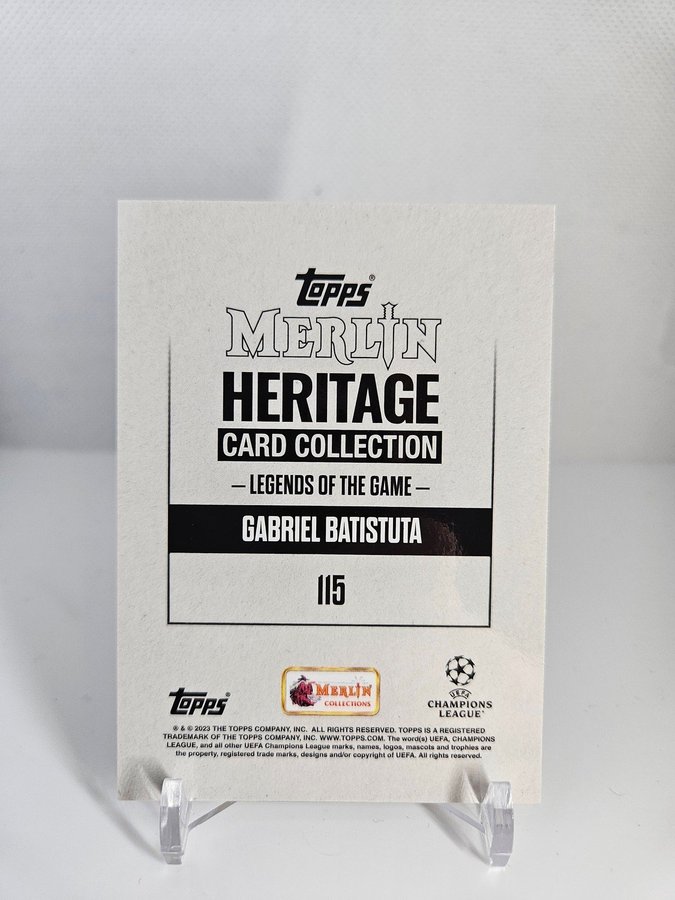 Topps®
MERLIN
HERITAGE
CARD COLLECTION
– LEGENDS OF THE GAME –
GABRIEL BATISTUTA
115
Topps®
MERLIN
COLLECTIONS
UEFA
CHAMPIONS
LEAGUE®
® & © 2023 THE TOPPS COMPANY, INC. ALL RIGHTS RESERVED. TOPPS IS A REGISTERED
TRADEMARK OF THE TOPPS COMPANY, INC. WWW.TOPPS.COM. The word(s) UEFA, CHAMPIONS
LEAGUE, and all other UEFA Champions League marks, names, logos, mascots and trophies are
the property, registered trade marks, designs and/or copyright of UEFA. All rights reserved.